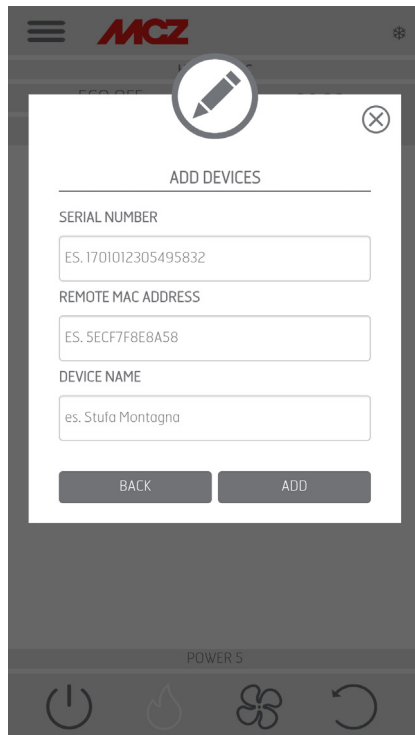 MCZ
ADD DEVICES
SERIAL NUMBER
ES. 1701012305495832
REMOTE MAC ADDRESS
ES. 5ECF7F8E8A58
DEVICE NAME
es. Stufa Montagna
BACK
ADD
POWER 5